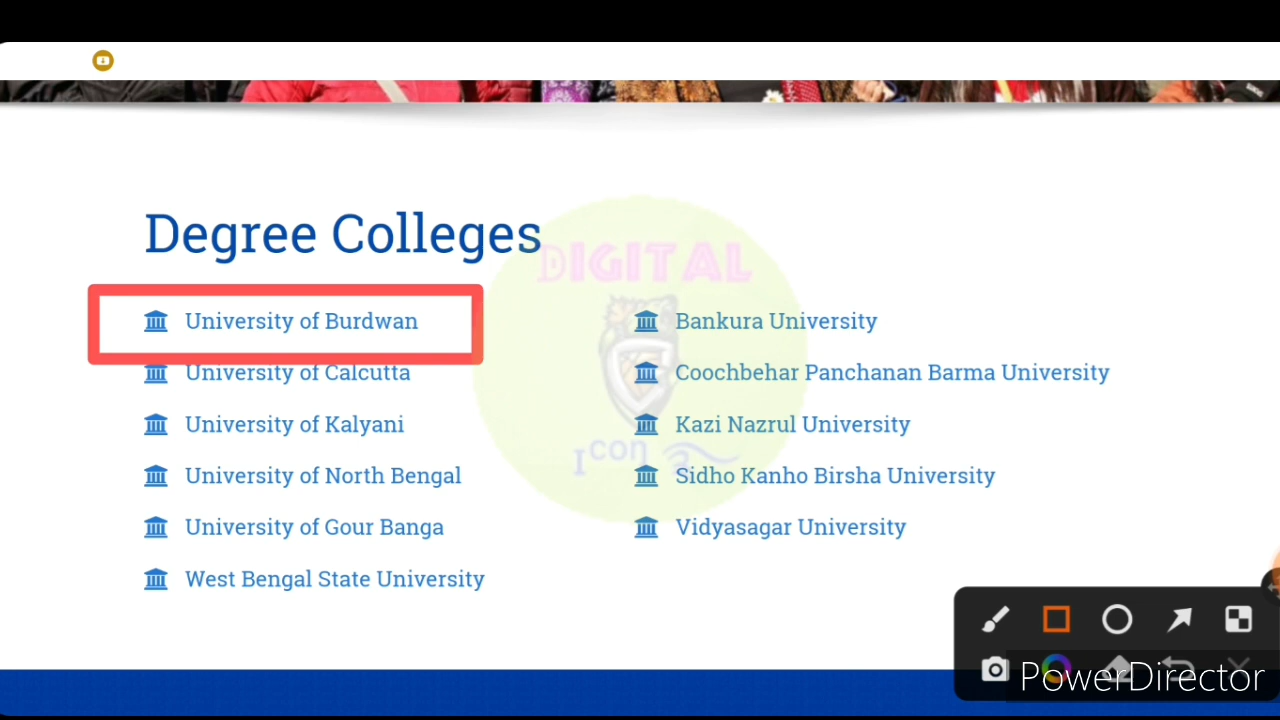 Degree Colleges
University of Burdwan
University of Calcutta
University of Kalyani
University of North Bengal
University of Gour Banga
West Bengal State University
Bankura University
Coochbehar Panchanan Barma University
Kazi Nazrul University
Sidho Kanho Birsha University
Vidyasagar University
DIGITAL
Icon
PowerDirector